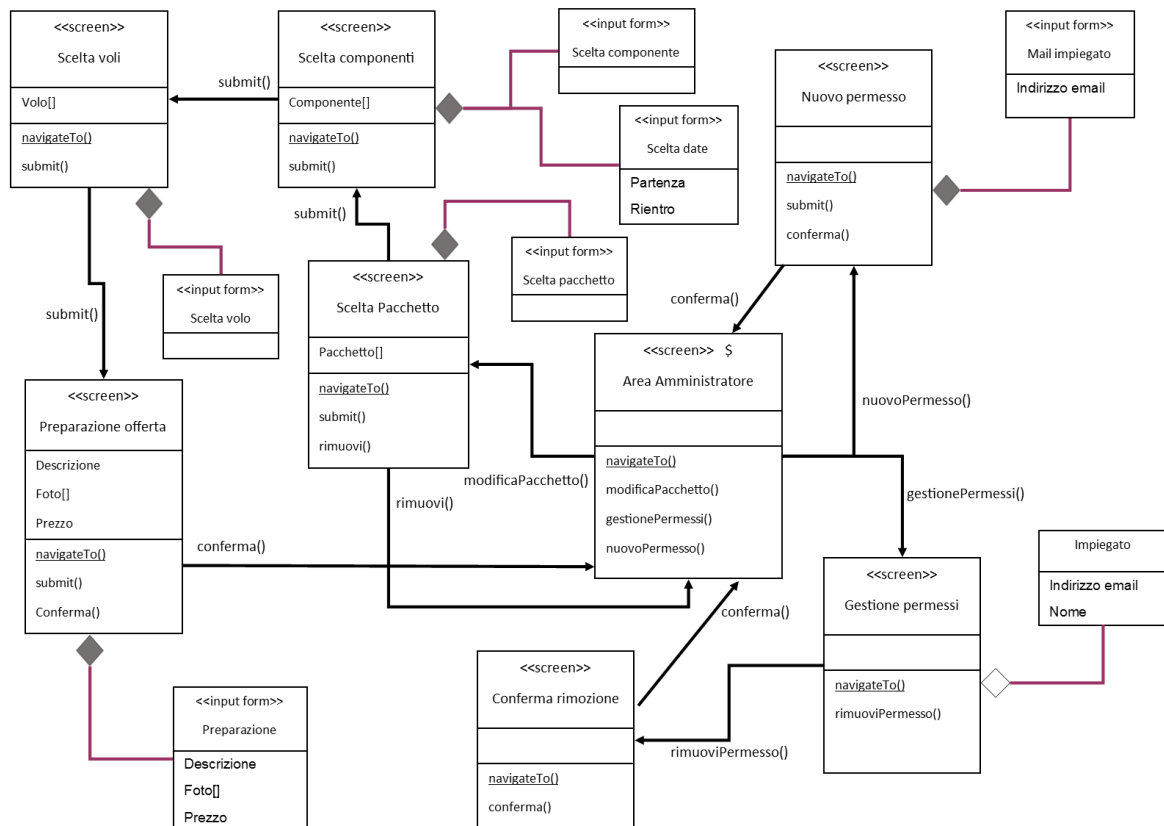 <<screen>>
Scelta voli
Volo[]
navigateTo()
submit()
submit()
<<screen>>
Scelta componenti
Componente[]
navigateTo()
submit()
<<input form>>
Scelta componente
<<input form>>
Scelta date
Partenza
Rientro
<<screen>>
Nuovo permesso
navigateTo()
submit()
conferma()
<<input form>>
Mail impiegato
Indirizzo email
submit()
<<input form>>
Scelta volo
submit()
<<screen>>
Scelta Pacchetto
Pacchetto[]
navigateTo()
submit()
rimuovi()
<<input form>>
Scelta pacchetto
conferma()
<<screen>> $
Area Amministratore
navigateTo()
modificaPacchetto()
gestionePermessi()
nuovoPermesso()
nuovoPermesso()
modificaPacchetto()
rimuovi()
gestionePermessi()
<<screen>>
Preparazione offerta
Descrizione
Foto[]
Prezzo
navigateTo()
submit()
Conferma()
conferma()
<<input form>>
Preparazione
Descrizione
Foto[]
Prezzo
<<screen>>
Conferma rimozione
navigateTo()
conferma()
conferma()
rimuoviPermesso()
<<screen>>
Gestione permessi
navigateTo()
rimuoviPermesso()
Impiegato
Indirizzo email
Nome